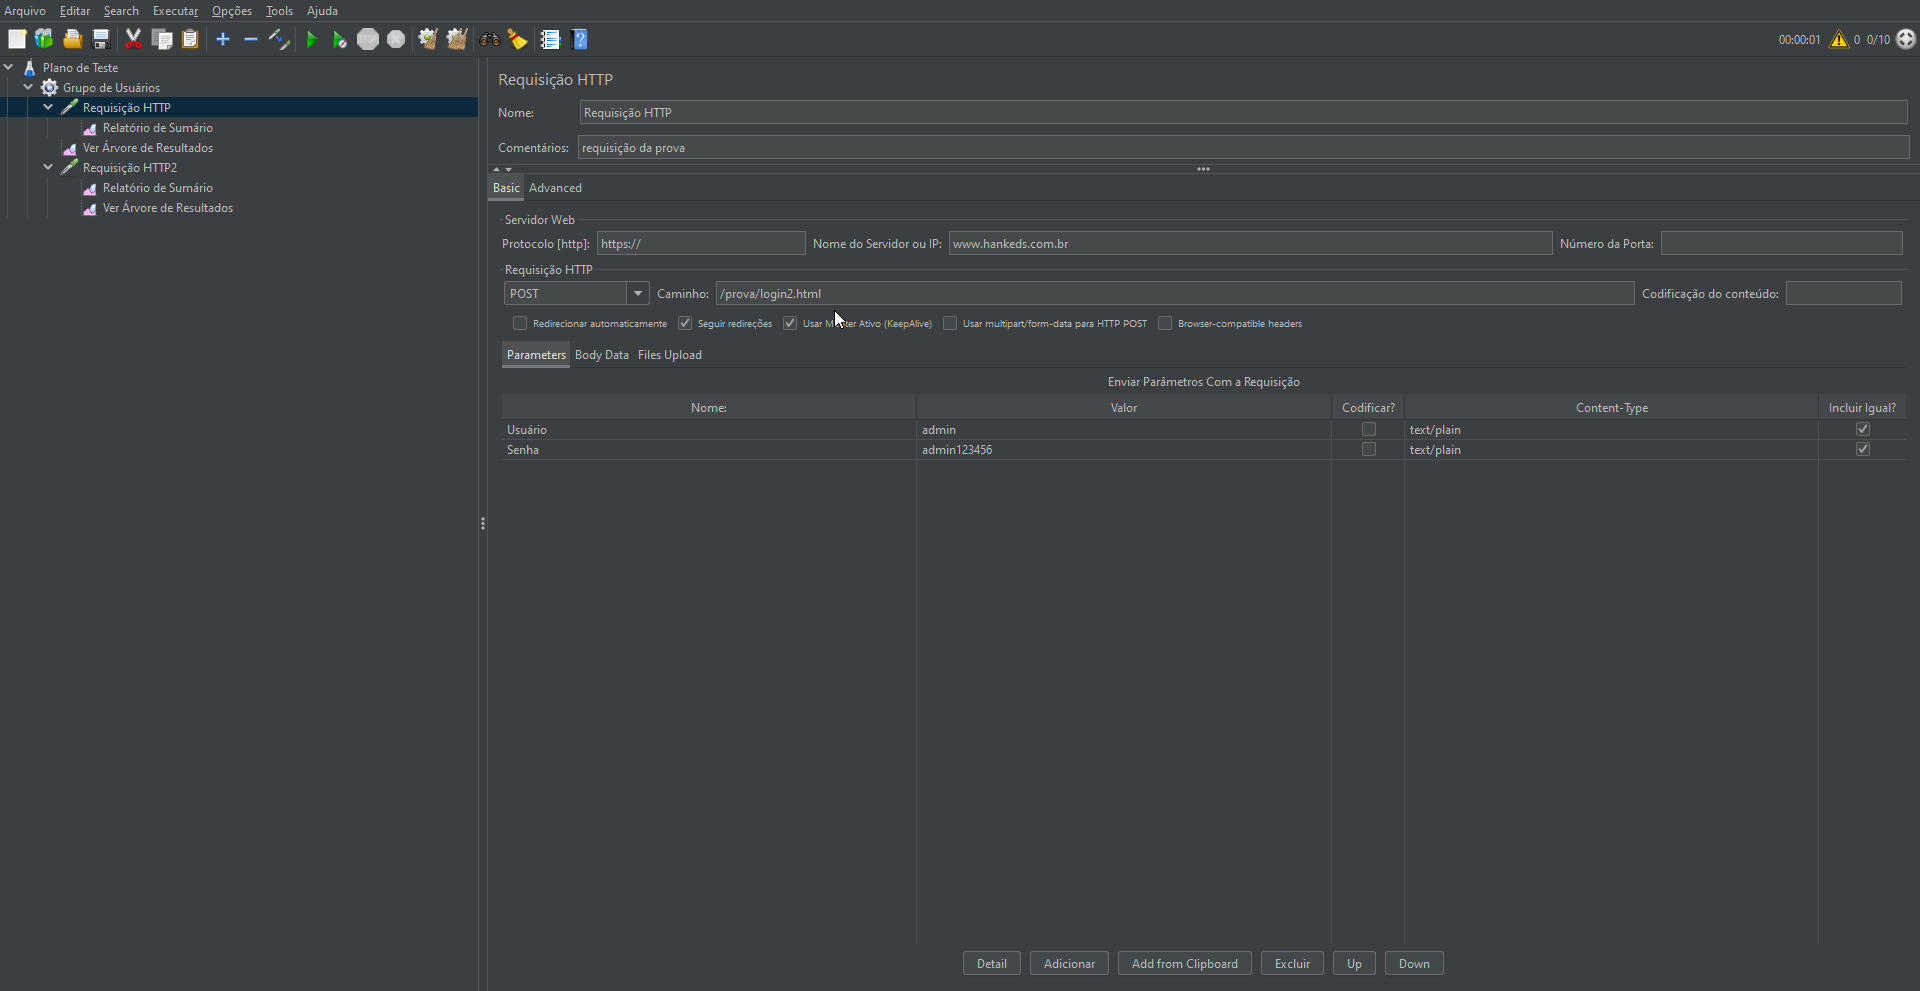 Arquivo Editar Search Executar Opções Tools Ajuda
00:00:01 0 0/10
Plano de Teste
Grupo de Usuários
Requisição HTTP
Relatório de Sumário
Ver Árvore de Resultados
Requisição HTTP2
Relatório de Sumário
Ver Árvore de Resultados
Requisição HTTP
Nome: Requisição HTTP
Comentários: requisição da prova
Basic Advanced
Servidor Web
Protocolo [http]: https:// Nome do Servidor ou IP: www.hankeds.com.br Número da Porta:
Requisição HTTP
POST Caminho: /prova/login2.html Codificação do conteúdo:
Redirecionar automaticamente Seguir redireções Usar Ativo (KeepAlive) Usar multipart/form-data para HTTP POST Browser-compatible headers
Parameters Body Data Files Upload
Enviar Parâmetros Com a Requisição
Nome: Valor Codificar? Content-Type Incluir Igual?
Usuário admin text/plain
Senha admin123456 text/plain
Detail Adicionar Add from Clipboard Excluir Up Down